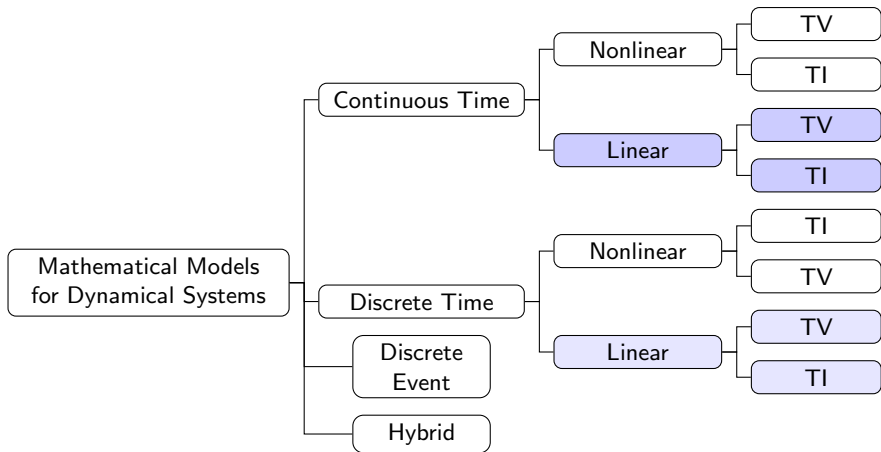 Mathematical Models
for Dynamical Systems
Continuous Time
Nonlinear
TV
TI
Linear
TV
TI
Discrete Time
Nonlinear
TI
TV
Linear
TV
TI
Discrete
Event
Hybrid